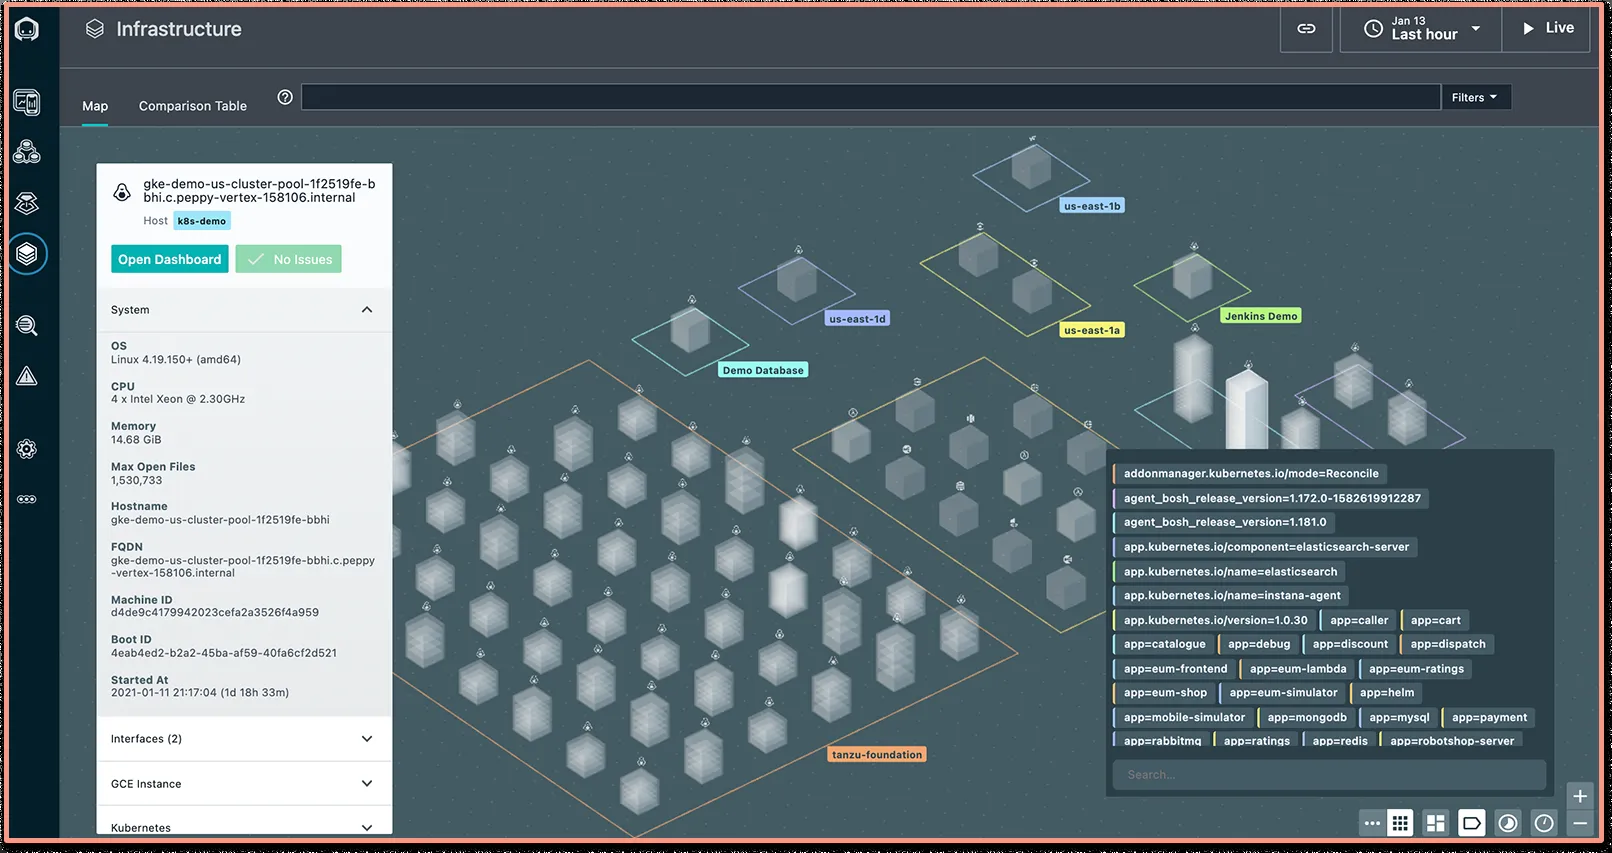 Infrastructure
Jan 13
Last hour
Live
Map
Comparison Table
Filters
gke-demo-us-cluster-pool-1f2519fe-b
bhi.c.peppy-vertex-158106.internal
Host k8s-demo
Open Dashboard
No Issues
System
OS
Linux 4.19.150+ (amd64)
CPU
4 x Intel Xeon @ 2.30GHz
Memory
14.68 GiB
Max Open Files
1,530,733
Hostname
gke-demo-us-cluster-pool-1f2519fe-bbhi
FQDN
gke-demo-us-cluster-pool-1f2519fe-bbhi.c.peppy
-vertex-158106.internal
Machine ID
d4de9c4179942023cefa2a3526f4a959
Boot ID
4eab4ed2-b2a2-45ba-af59-40fa6cf2d521
Started At
2021-01-11 21:17:04 (1d 18h 33m)
Interfaces (2)
GCE Instance
Kubernetes
us-east-1b
us-east-1d
us-east-1a
Jenkins Demo
Demo Database
tanzu-foundation
addonmanager.kubernetes.io/mode=Reconcile
agent_bosh_release_version=1.172.0-1582619912287
agent_bosh_release_version=1.181.0
app.kubernetes.io/component=elasticsearch-server
app.kubernetes.io/name=elasticsearch
app.kubernetes.io/name=instana-agent
app.kubernetes.io/version=1.0.30 app=caller app=cart
app=catalogue app=debug app=discount app=dispatch
app=eum-frontend app=eum-lambda app=eum-ratings
app=eum-shop app=eum-simulator app=helm
app=mobile-simulator app=mongodb app=mysql app=payment
app=rabbitmq app=ratings app=redis app=robotshop-server
Search...